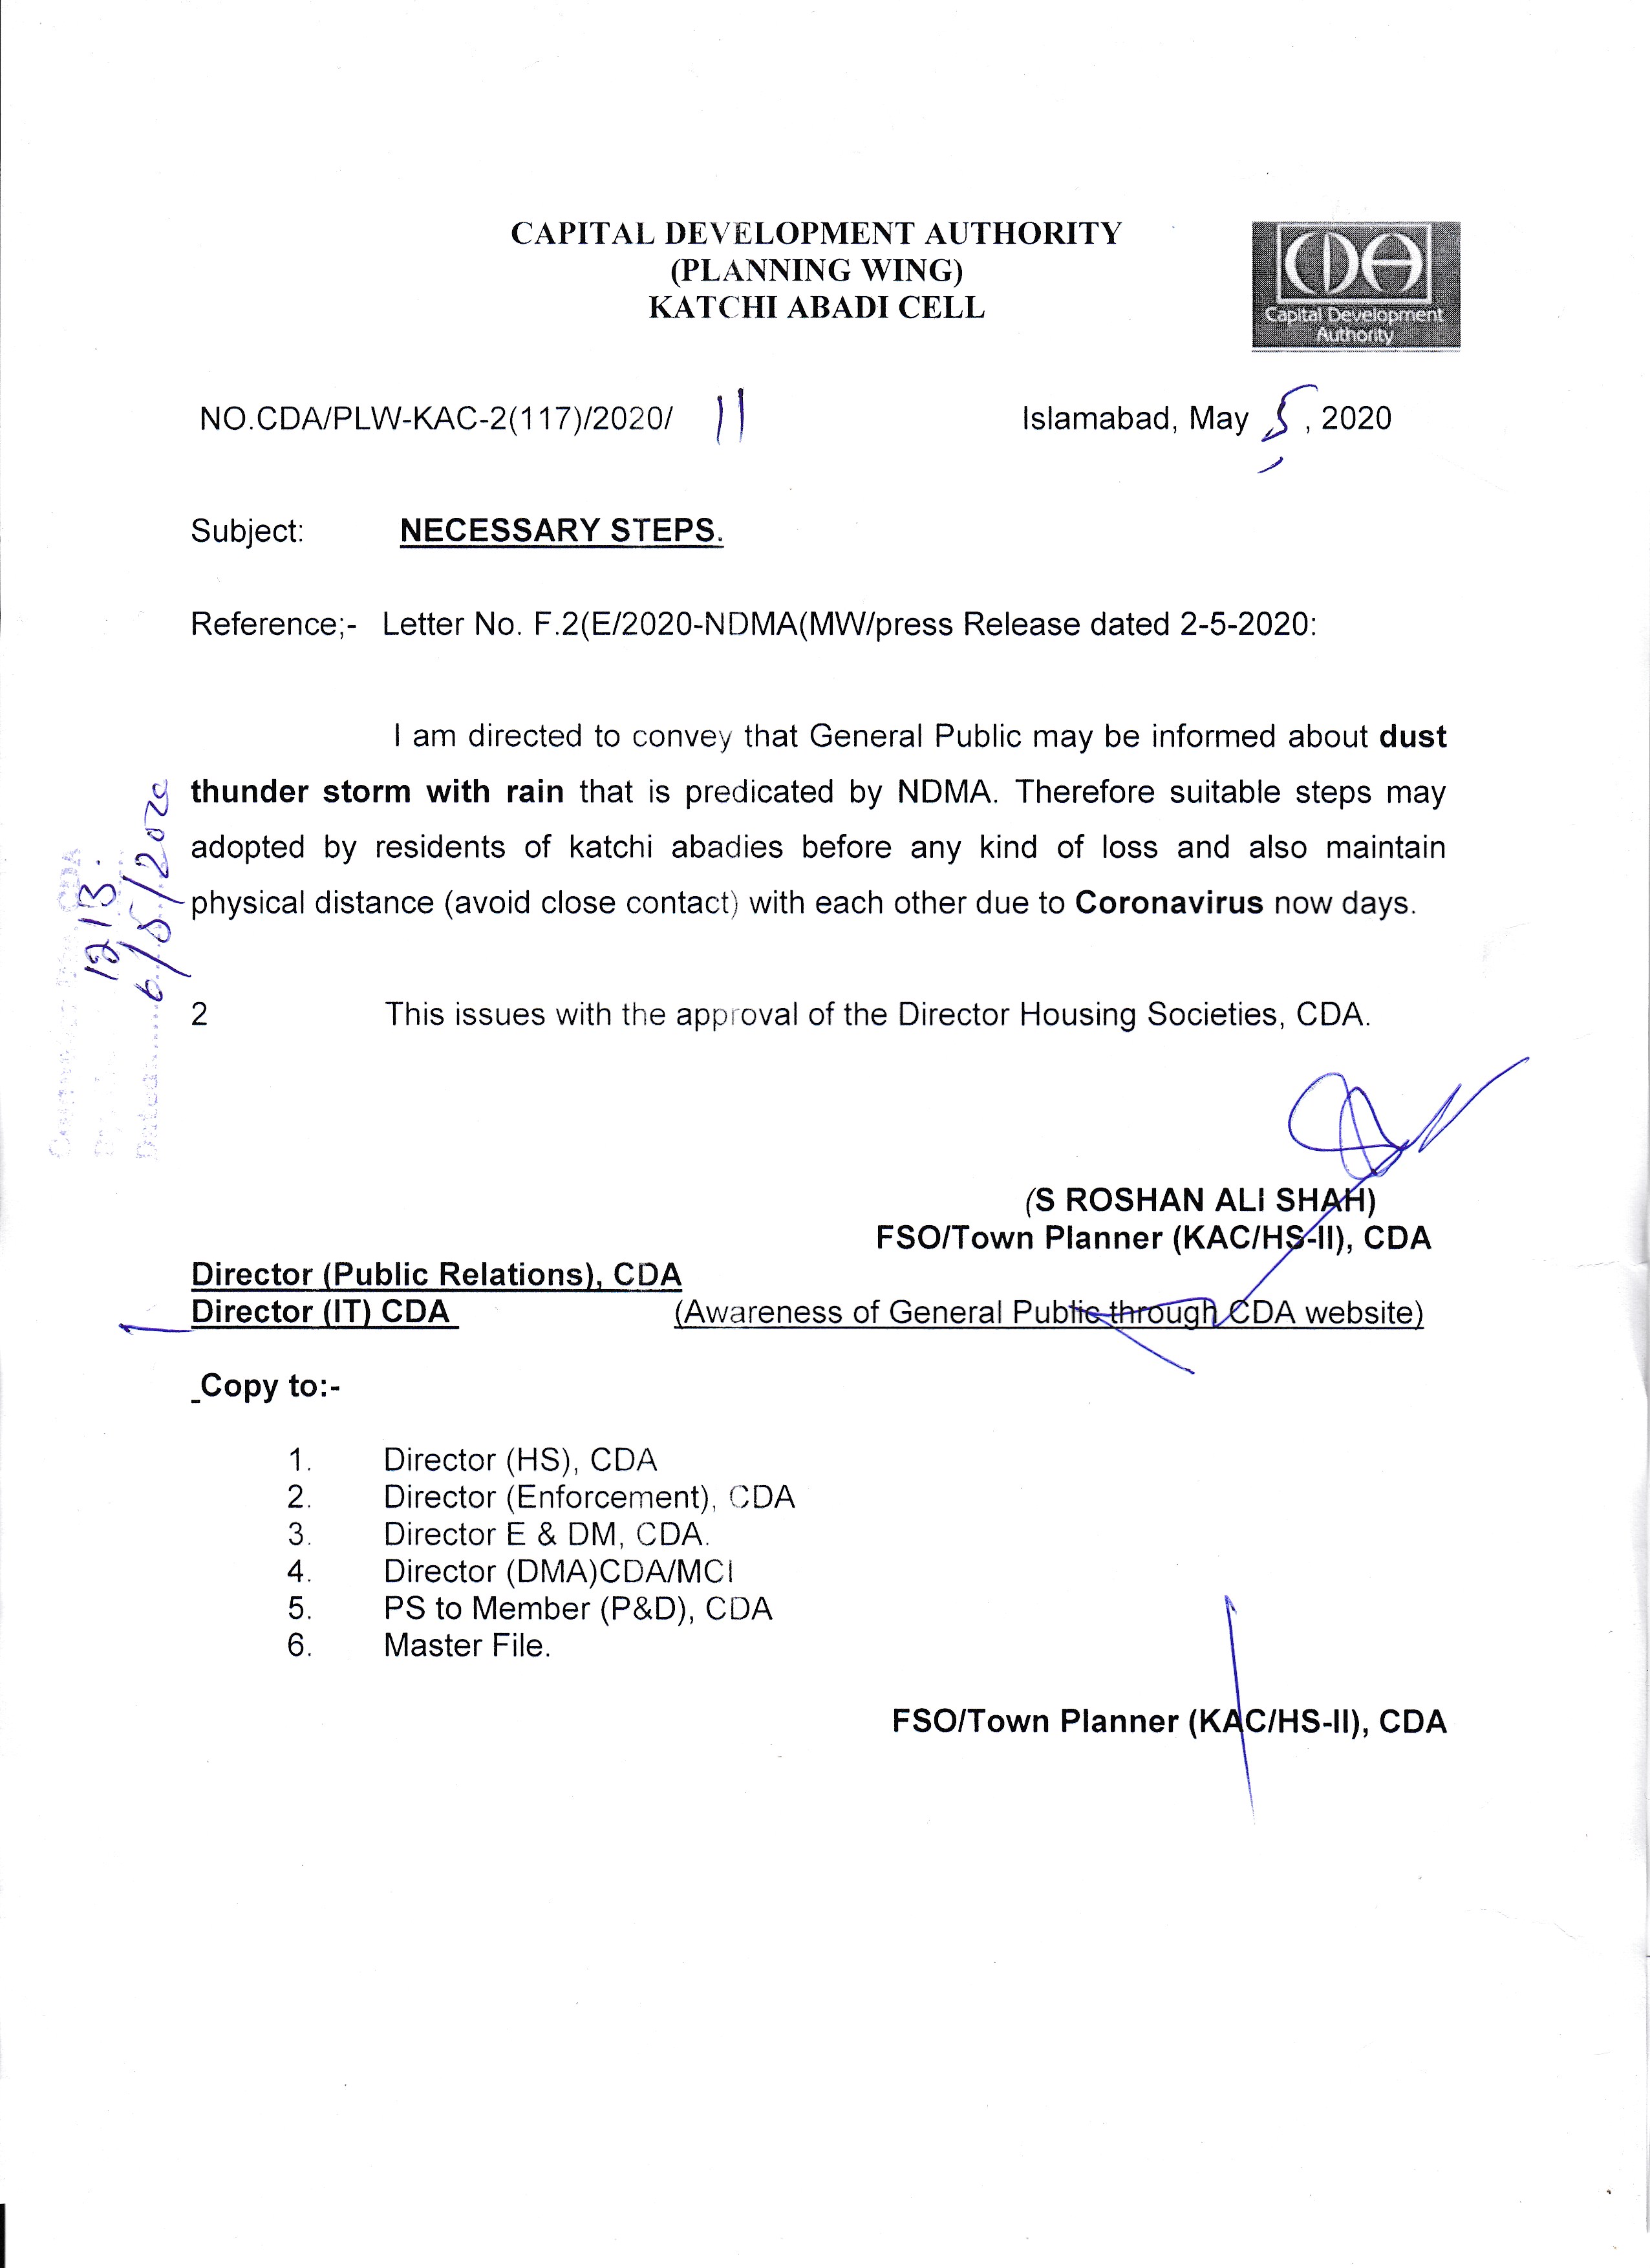 CAPITAL DEVELOPMENT AUTHORITY
(PLANNING WING)
KATCHI ABADI CELL
CDA
Capital Development
Authority
NO.CDA/PLW-KAC-2(117)/2020/ 11 Islamabad, May 5, 2020
Subject: NECESSARY STEPS.
Reference;- Letter No. F.2(E/2020-NDMA(MW/press Release dated 2-5-2020:
I am directed to convey that General Public may be informed about dust
thunder storm with rain that is predicated by NDMA. Therefore suitable steps may
adopted by residents of katchi abadies before any kind of loss and also maintain
physical distance (avoid close contact) with each other due to Coronavirus now days.
2 This issues with the approval of the Director Housing Societies, CDA.
CDA
1213.
Dated 6/5/2020
(S ROSHAN ALI SHAH)
FSO/Town Planner (KAC/HS-II), CDA
Director (Public Relations), CDA
Director (IT) CDA (Awareness of General Public through CDA website)
Copy to:-
1. Director (HS), CDA
2. Director (Enforcement), CDA
3. Director E & DM, CDA.
4. Director (DMA)CDA/MCI
5. PS to Member (P&D), CDA
6. Master File.
FSO/Town Planner (KAC/HS-II), CDA